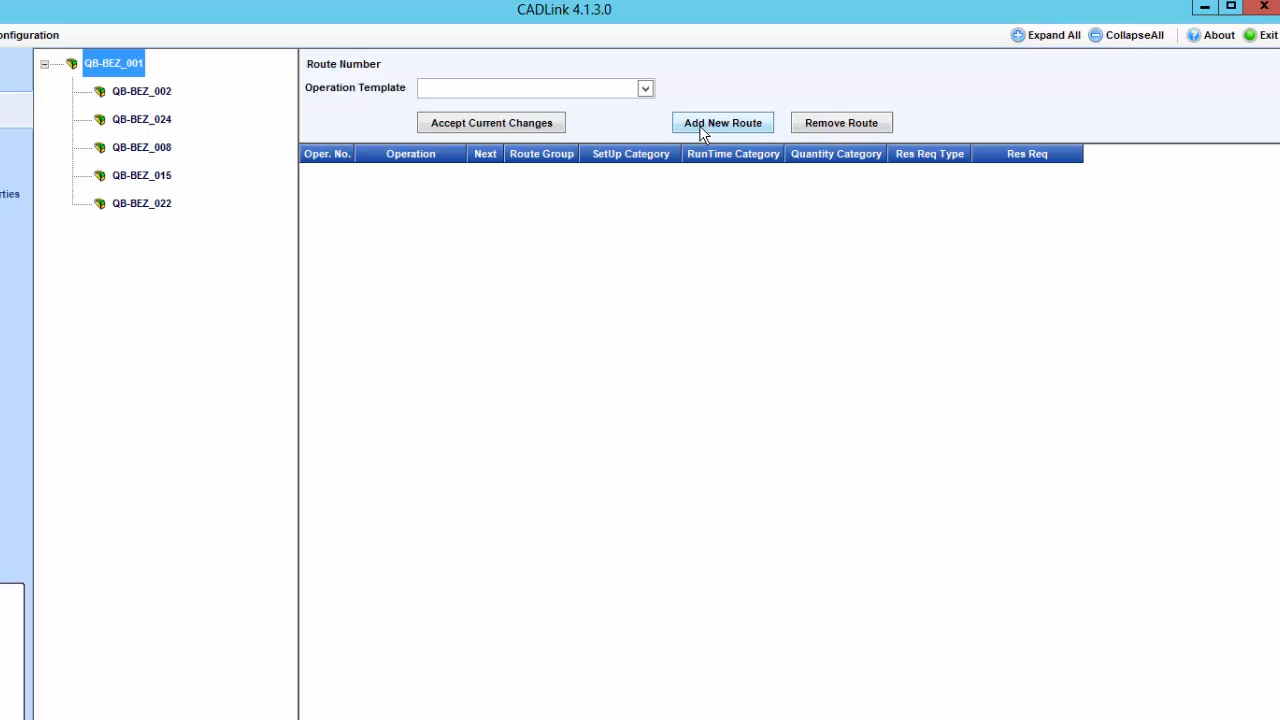 CADLink 4.1.3.0
onfiguration
Expand All
CollapseAll
About
Exit
QB-BEZ_001
QB-BEZ_002
QB-BEZ_024
QB-BEZ_008
QB-BEZ_015
QB-BEZ_022
rties
Route Number
Operation Template
Accept Current Changes
Add New Route
Remove Route
Oper. No. Operation Next Route Group SetUp Category RunTime Category Quantity Category Res Req Type Res Req